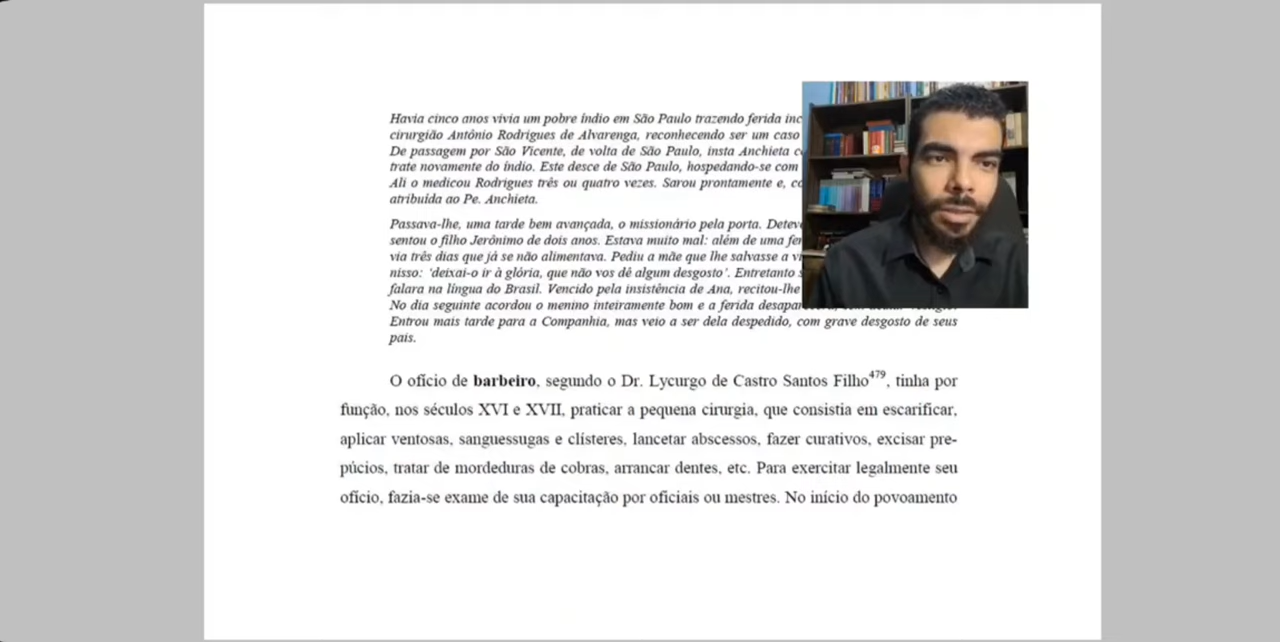 Havia cinco anos vivia um pobre índio em São Paulo trazendo ferida
cirurgião Antônio Rodrigues de Alvarenga, reconhecendo ser um caso
De passagem por São Vicente, de volta de São Paulo, insta Anchieta
trate novamente do índio. Este desce de São Paulo, hospedando-se com
Ali o medicou Rodrigues três ou quatro vezes. Sarou prontamente e,
atribuída ao Pe. Anchieta.
Passava-lhe, uma tarde bem avançada, o missionário pela porta.
sentou o filho Jerônimo de dois anos. Estava muito mal: além de uma
via três dias que já se não alimentava. Pediu a mãe que lhe salvasse a
nisso: 'deixai-o ir à glória, que não vos dê algum desgosto'. Entretanto
falara na língua do Brasil. Vencido pela insistência de Ana, recitou-lhe
No dia seguinte acordou o menino inteiramente bom e a ferida
Entrou mais tarde para a Companhia, mas veio a ser dela despedido, com grave desgosto de seus
pais.
O ofício de barbeiro, segundo o Dr. Lycurgo de Castro Santos Filho479, tinha por
função, nos séculos XVI e XVII, praticar a pequena cirurgia, que consistia em escarificar,
aplicar ventosas, sanguessugas e clísteres, lancetar abscessos, fazer curativos, excisar pre-
púcios, tratar de mordeduras de cobras, arrancar dentes, etc. Para exercitar legalmente seu
ofício, fazia-se exame de sua capacitação por oficiais ou mestres. No início do povoamento